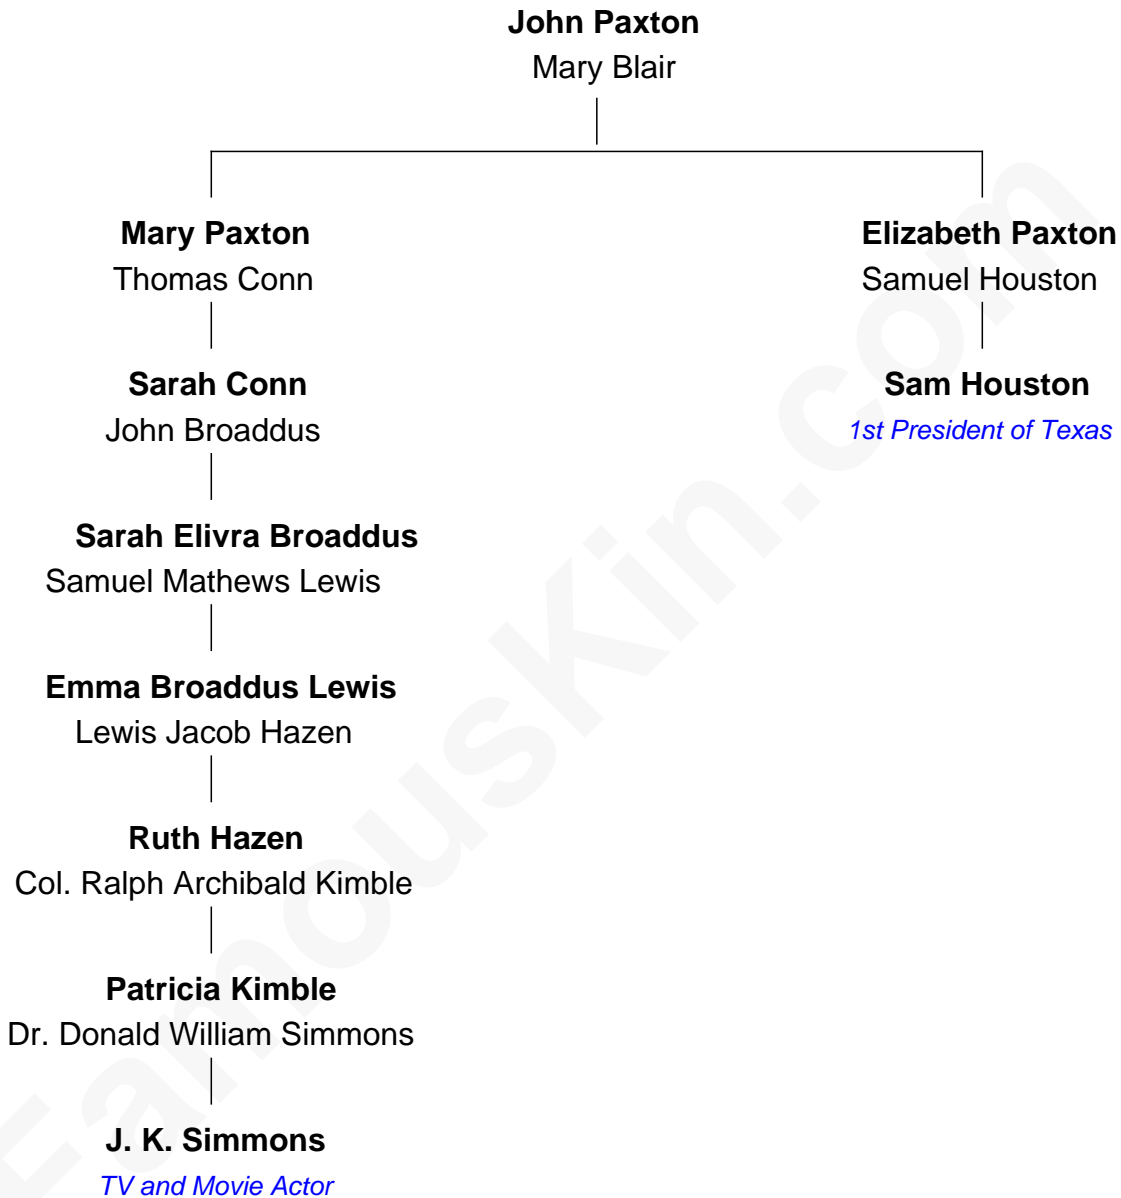 John Paxton
Mary Blair
Mary Paxton
Thomas Conn
Elizabeth Paxton
Samuel Houston
Sarah Conn
John Broaddus
Sam Houston
1st President of Texas
Sarah Elivra Broaddus
Samuel Mathews Lewis
Emma Broaddus Lewis
Lewis Jacob Hazen
Ruth Hazen
Col. Ralph Archibald Kimble
Patricia Kimble
Dr. Donald William Simmons
J. K. Simmons
TV and Movie Actor
FamousKin.com